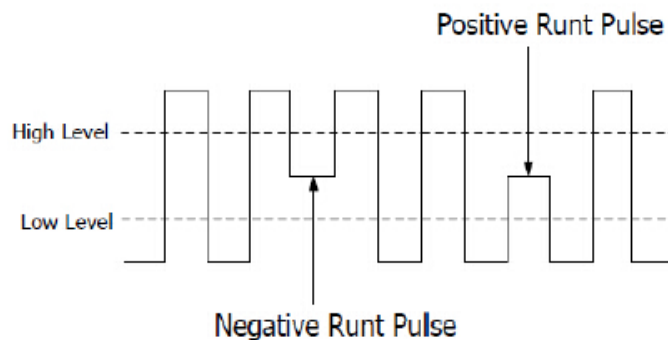 Positive Runt Pulse
High Level
Low Level
Negative Runt Pulse